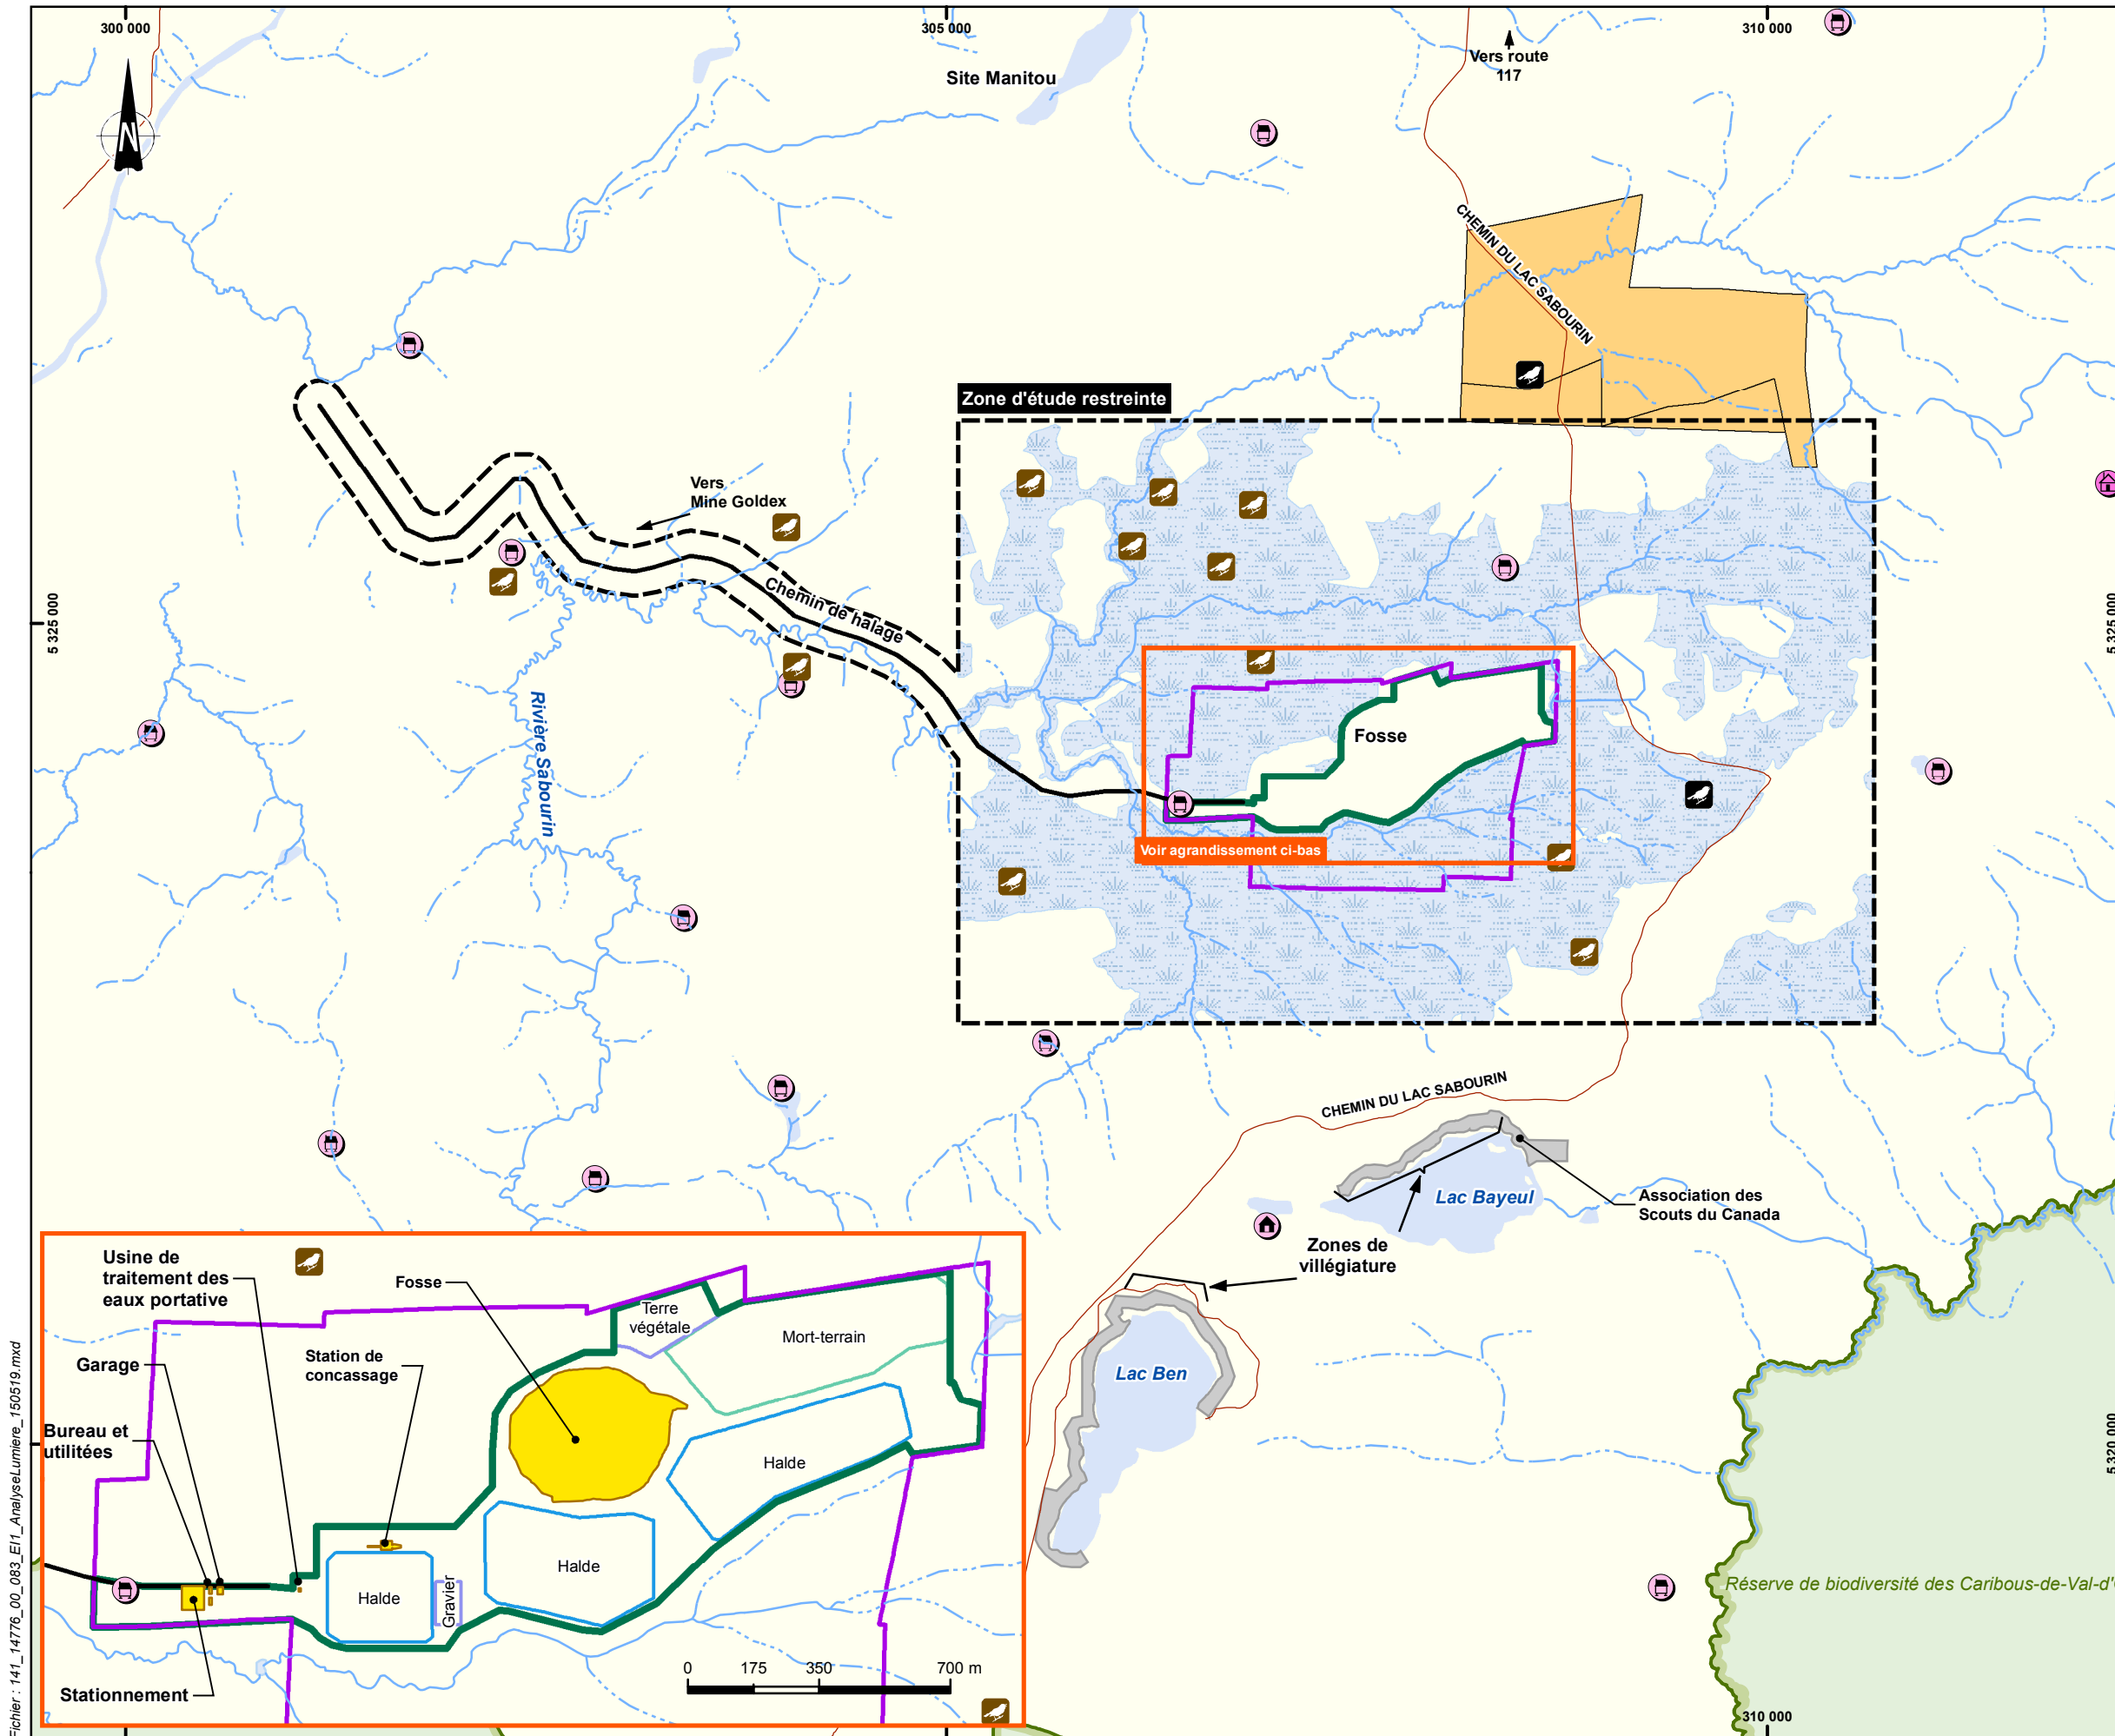 300 000
305 000
310 000
N
Site Manitou
Vers route
117
CHEMIN DU LAC SABOURIN
Zone d'étude restreinte
Vers
Mine Goldex
Chemin de halage
5 325 000
5 325 000
Rivière Sabourin
Fosse
Voir agrandissement ci-bas
CHEMIN DU LAC SABOURIN
Lac Bayeul
Association des
Scouts du Canada
Zones de
villégiature
Lac Ben
Usine de
traitement des
eaux portative
Fosse
Terre
végétale
Mort-terrain
Garage
Station de
concassage
Bureau et
utilitées
Halde
Halde
Halde
Gravier
Stationnement
0 175 350 700 m
5 320 000
Réserve de biodiversité des Caribous-de-Val-d'
310 000
Fichier : 141_14776_00_083_EI1_AnalyseLumiere_150519.mxd